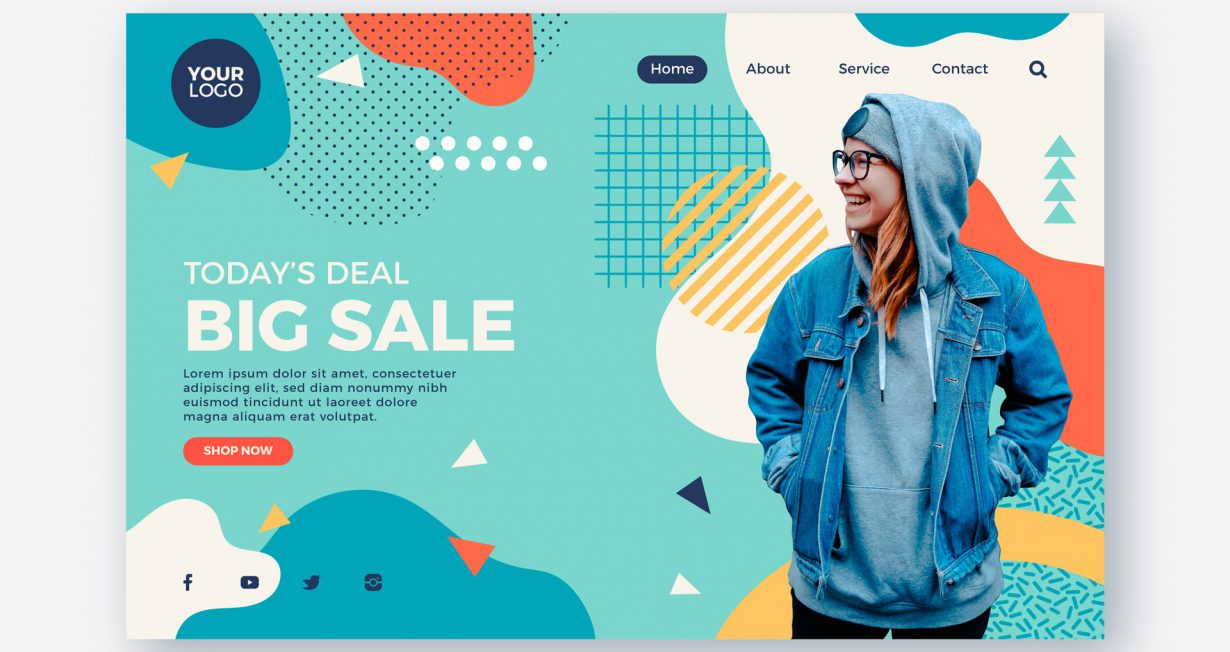 YOUR
LOGO
Home About Service Contact
TODAY'S DEAL
BIG SALE
Lorem ipsum dolor sit amet, consectetuer
adipiscing elit, sed diam nonummy nibh
euismod tincidunt ut laoreet dolore
magna aliquam erat volutpat.
SHOP NOW